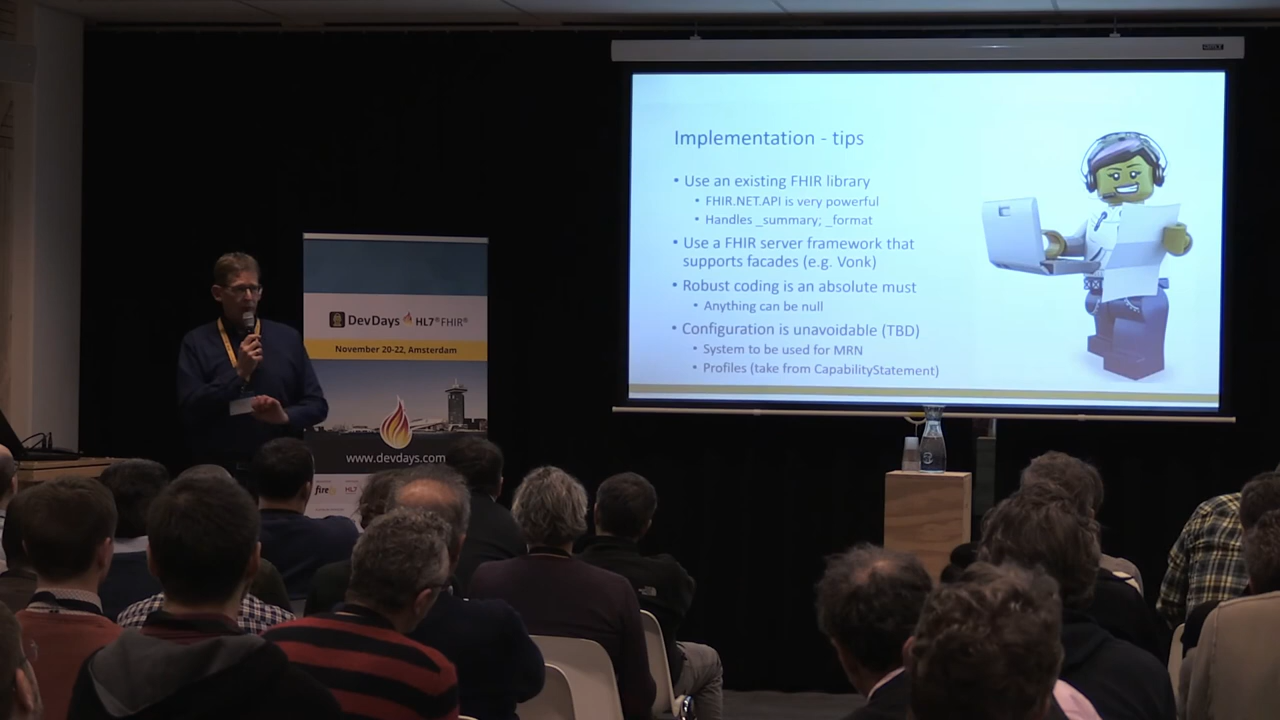 Implementation - tips
• Use an existing FHIR library
• FHIR.NET.API is very powerful
• Handles _summary; _format
• Use a FHIR server framework that
supports facades (e.g. Vonk)
• Robust coding is an absolute must
• Anything can be null
• Configuration is unavoidable (TBD)
• System to be used for MRN
• Profiles (take from CapabilityStatement)
DevDays HL7® FHIR®
November 20-22, Amsterdam
www.devdays.com